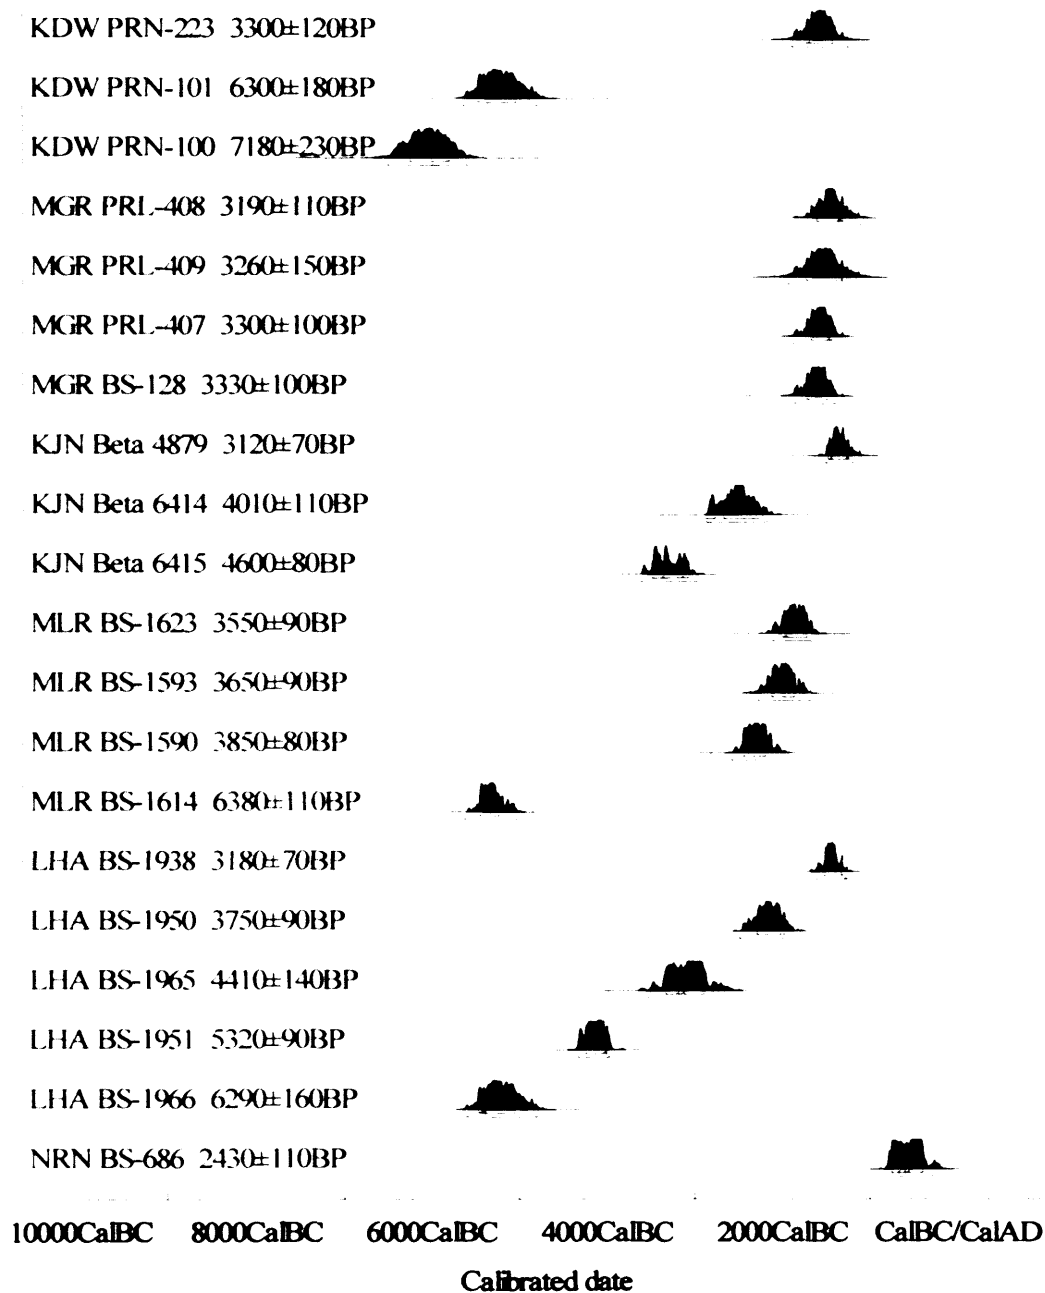 KDW PRN-223 3300±120BP
KDW PRN-101 6300±180BP
KDW PRN-100 7180±230BP
MGR PRL-408 3190±110BP
MGR PRL-409 3260±150BP
MGR PRL-407 3300±100BP
MGR BS-128 3330±100BP
KJN Beta 4879 3120±70BP
KJN Beta 6414 4010±110BP
KJN Beta 6415 4600±80BP
MLR BS-1623 3550±90BP
MLR BS-1593 3650±90BP
MLR BS-1590 3850±80BP
MLR BS-1614 6380±110BP
LHA BS-1938 3180±70BP
LHA BS-1950 3750±90BP
LHA BS-1965 4410±140BP
LHA BS-1951 5320±90BP
LHA BS-1966 6290±160BP
NRN BS-686 2430±110BP
10000CalBC 8000CalBC 6000CalBC 4000CalBC 2000CalBC CalBC/CalAD
Calibrated date